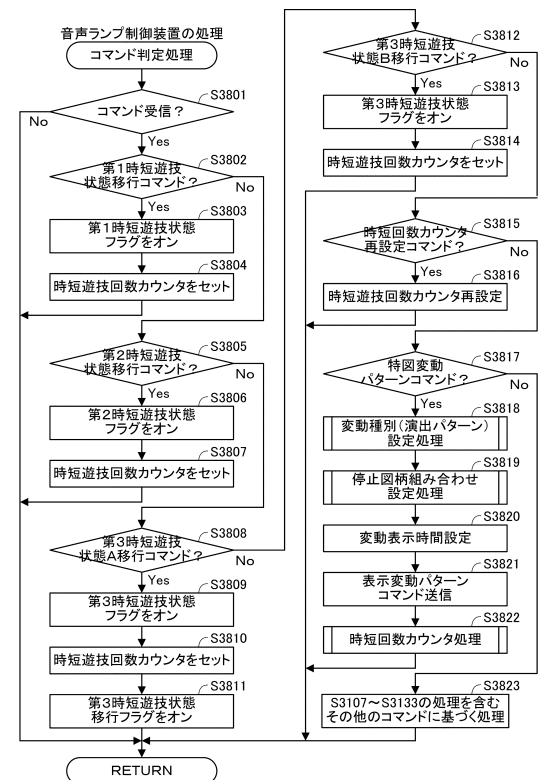 音声ランプ制御装置の処理
コマンド判定処理
S3801
コマンド受信?
No
Yes
S3802
第1時短遊技
状態移行コマンド?
No
Yes
S3803
第1時短遊技状態
フラグをオン
S3804
時短遊技回数カウンタをセット
S3805
第2時短遊技
状態移行コマンド?
No
Yes
S3806
第2時短遊技状態
フラグをオン
S3807
時短遊技回数カウンタをセット
S3808
第3時短遊技
状態A移行コマンド?
No
Yes
S3809
第3時短遊技状態
フラグをオン
S3810
時短遊技回数カウンタをセット
S3811
第3時短遊技状態
移行フラグをオン
RETURN
S3812
第3時短遊技
状態B移行コマンド?
No
Yes
S3813
第3時短遊技状態
フラグをオン
S3814
時短遊技回数カウンタをセット
S3815
時短回数カウンタ
再設定コマンド?
No
Yes
S3816
時短遊技回数カウンタ再設定
S3817
特図変動
パターンコマンド?
No
Yes
S3818
変動種別(演出パターン)
設定処理
S3819
停止図柄組み合わせ
設定処理
S3820
変動表示時間設定
S3821
表示変動パターン
コマンド送信
S3822
時短回数カウンタ処理
S3823
S3107~S3133の処理を含む
その他のコマンドに基づく処理